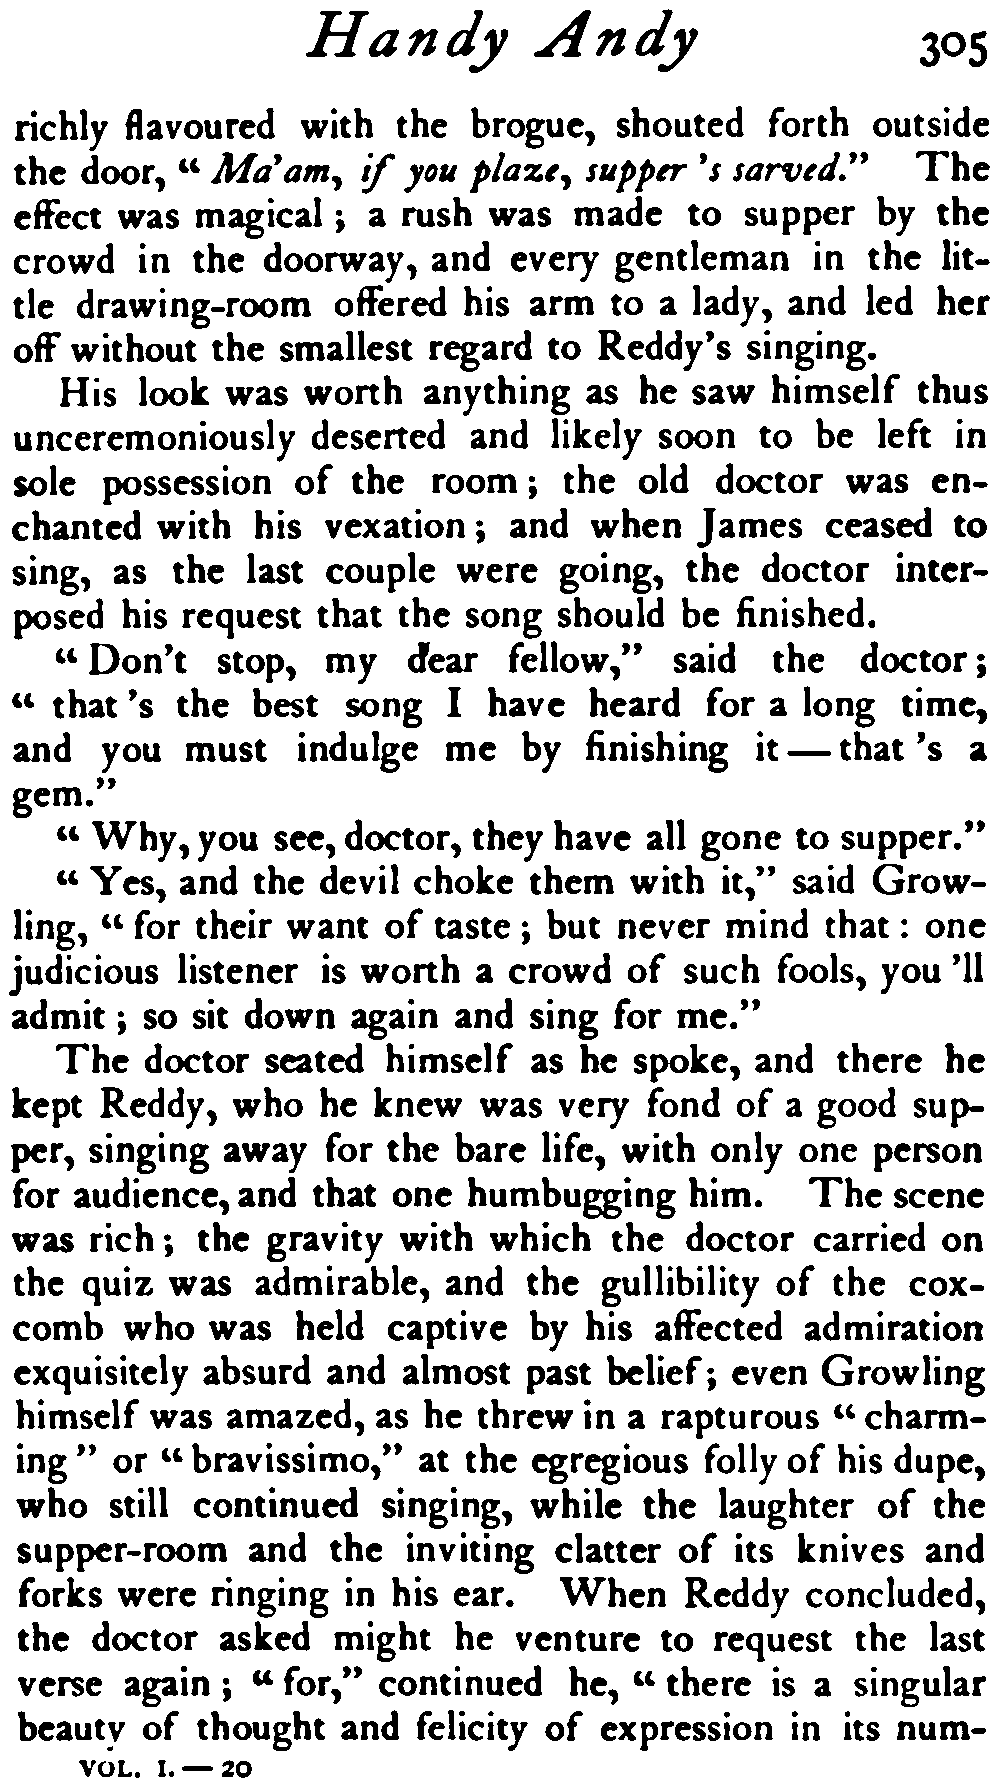 Handy Andy 305
richly flavoured with the brogue, shouted forth outside
the door, “ Ma’am, if you plaze, supper ’s sarved.” The
effect was magical ; a rush was made to supper by the
crowd in the doorway, and every gentleman in the lit-
tle drawing-room offered his arm to a lady, and led her
off without the smallest regard to Reddy’s singing.
His look was worth anything as he saw himself thus
unceremoniously deserted and likely soon to be left in
sole possession of the room ; the old doctor was en-
chanted with his vexation ; and when James ceased to
sing, as the last couple were going, the doctor inter-
posed his request that the song should be finished.
“ Don’t stop, my dear fellow,” said the doctor ;
“ that ’s the best song I have heard for a long time,
and you must indulge me by finishing it — that ’s a
gem.”
“ Why, you see, doctor, they have all gone to supper.”
“ Yes, and the devil choke them with it,” said Grow-
ling, “ for their want of taste ; but never mind that : one
judicious listener is worth a crowd of such fools, you ’ll
admit ; so sit down again and sing for me.”
The doctor seated himself as he spoke, and there he
kept Reddy, who he knew was very fond of a good sup-
per, singing away for the bare life, with only one person
for audience, and that one humbugging him. The scene
was rich ; the gravity with which the doctor carried on
the quiz was admirable, and the gullibility of the cox-
comb who was held captive by his affected admiration
exquisitely absurd and almost past belief ; even Growling
himself was amazed, as he threw in a rapturous “ charm-
ing ” or “ bravissimo,” at the egregious folly of his dupe,
who still continued singing, while the laughter of the
supper-room and the inviting clatter of its knives and
forks were ringing in his ear. When Reddy concluded,
the doctor asked might he venture to request the last
verse again ; “ for,” continued he, “ there is a singular
beauty of thought and felicity of expression in its num-
VOL. I. — 20